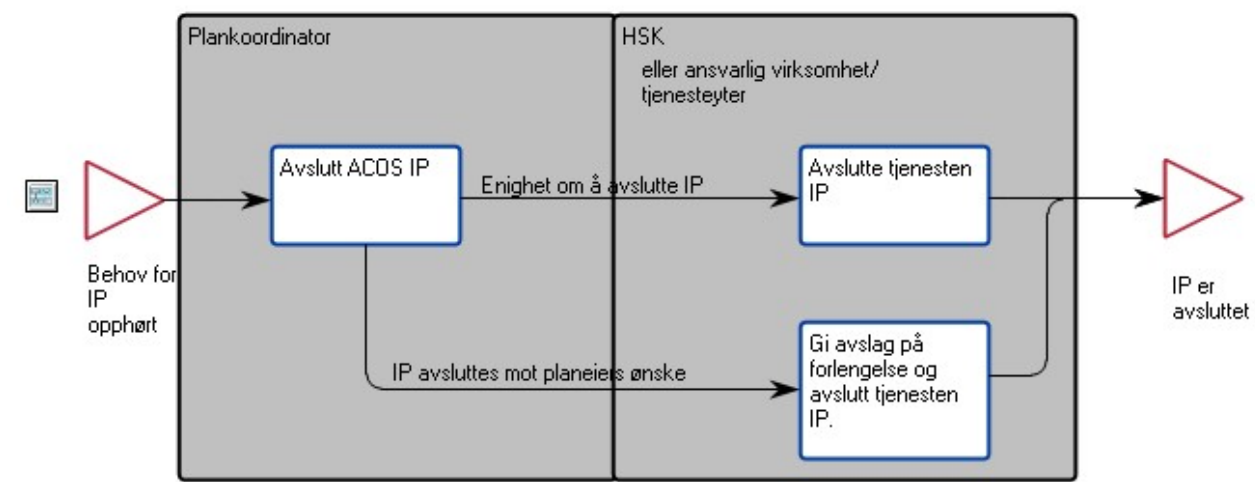 Plankoordinator
HSK
eller ansvarlig virksomhet/
tjenesteyter
Behov for
IP
opphørt
Avslutt ACOS IP
Enighet om å avslutte IP
Avslutte tjenesten
IP
IP avsluttes mot planeiers ønske
Gi avslag på
forlengelse og
avslutt tjenesten
IP.
IP er
avsluttet